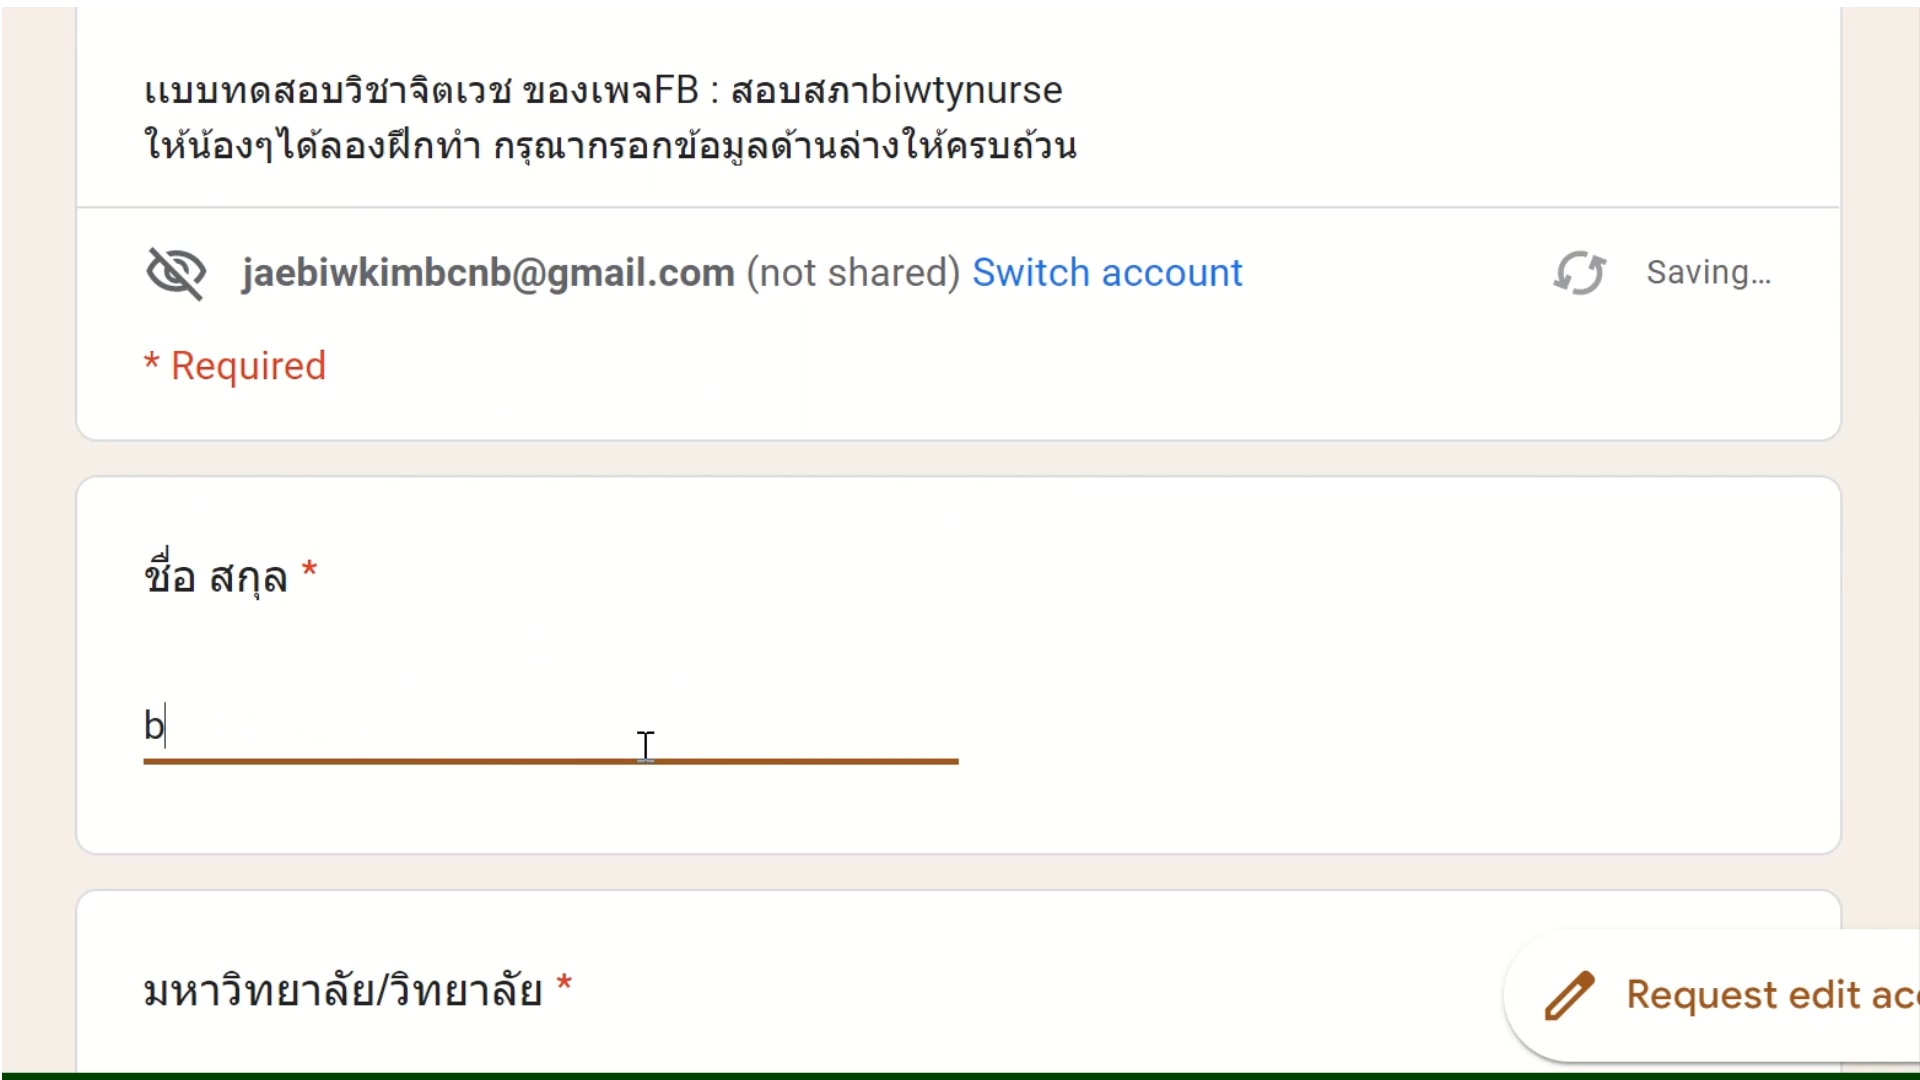 แบบทดสอบวิชาจิตเวช ของเพจFB : สอบสภาbiwtynurse
ให้น้องๆได้ลองฝึกทำ กรุณากรอกข้อมูลด้านล่างให้ครบถ้วน
jaebiwkimbcnb@gmail.com (not shared) Switch account
Saving...
* Required
ชื่อ สกุล *
b
มหาวิทยาลัย/วิทยาลัย *
Request edit